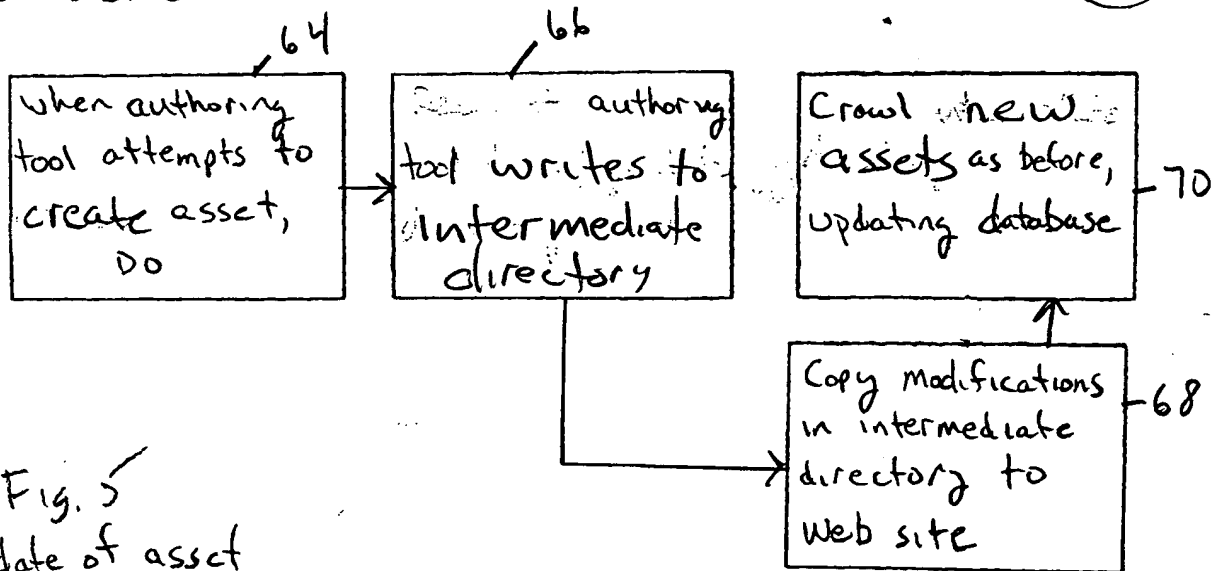 64
when authoring
tool attempts to
create asset,
DO
66
authoring
tool writes to
intermediate
directory
Crawl new
assets as before,
updating database
70
Copy modifications
in intermediate
directory to
Web site
68
Fig. 5
date of asset